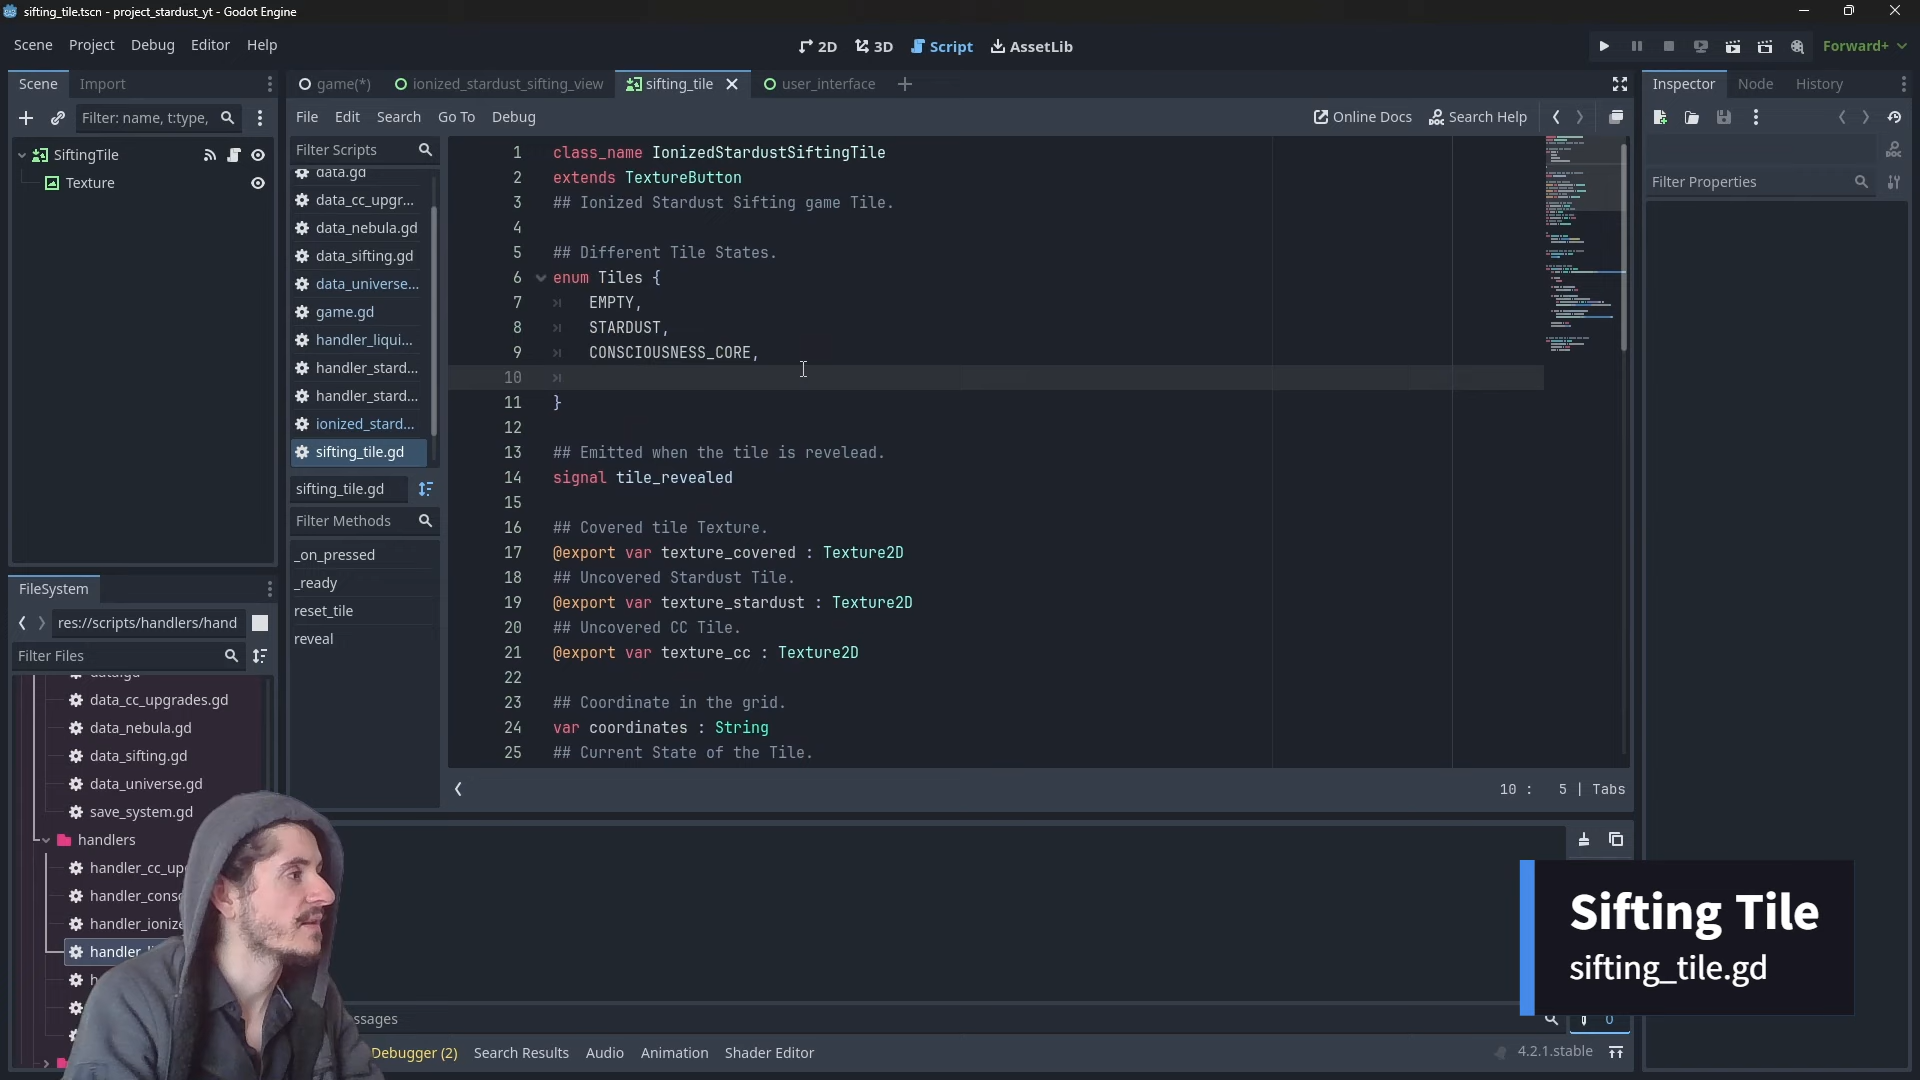 sifting_tile.tscn - project_stardust_yt - Godot Engine
Scene Project Debug Editor Help
2D 3D Script AssetLib
Forward+
Scene Import
game(*) ionized_stardust_sifting_view sifting_tile user_interface
Inspector Node History
Filter: name, t:type,
File Edit Search Go To Debug
Online Docs Search Help
SiftingTile
Texture
Filter Scripts
data.gd
data_cc_upgr...
data_nebula.gd
data_sifting.gd
data_universe...
game.gd
handler_liqui...
handler_stard...
handler_stard...
ionized_stard...
sifting_tile.gd
sifting_tile.gd
Filter Methods
_on_pressed
_ready
reset_tile
reveal
1 class_name IonizedStardustSiftingTile
2 extends TextureButton
3 ## Ionized Stardust Sifting game Tile.
4
5 ## Different Tile States.
6 enum Tiles {
7 EMPTY,
8 STARDUST,
9 CONSCIOUSNESS_CORE,
10
11 }
12
13 ## Emitted when the tile is revelead.
14 signal tile_revealed
15
16 ## Covered tile Texture.
17 @export var texture_covered : Texture2D
18 ## Uncovered Stardust Tile.
19 @export var texture_stardust : Texture2D
20 ## Uncovered CC Tile.
21 @export var texture_cc : Texture2D
22
23 ## Coordinate in the grid.
24 var coordinates : String
25 ## Current State of the Tile.
10 : 5 | Tabs
Filter Properties
FileSystem
res://scripts/handlers/hand
Filter Files
data.gd
data_cc_upgrades.gd
data_nebula.gd
data_sifting.gd
data_universe.gd
save_system.gd
handlers
handler_cc_up
handler_consc
handler_ionize
handler_l
h
ssages
0
Debugger (2) Search Results Audio Animation Shader Editor
4.2.1.stable
Sifting Tile
sifting_tile.gd